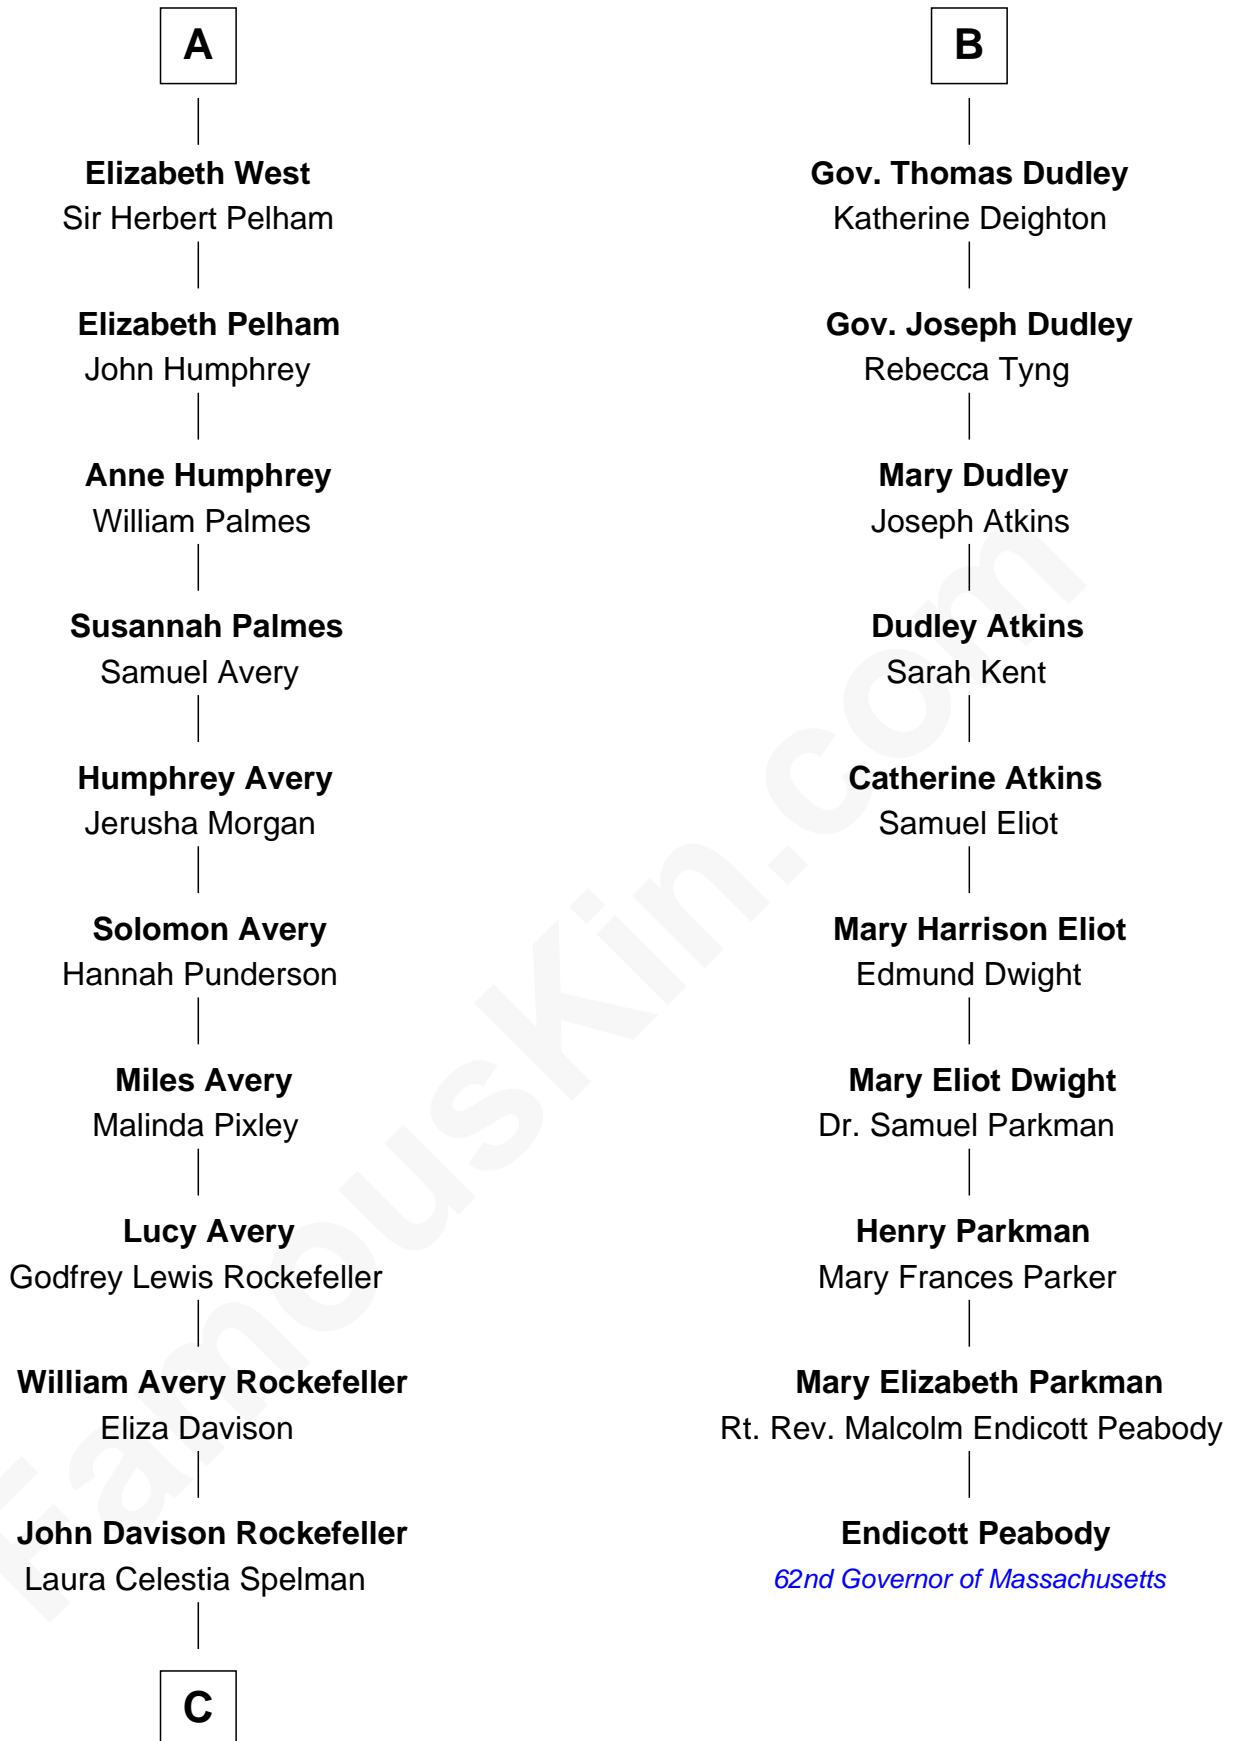 A
Elizabeth West
Sir Herbert Pelham
Elizabeth Pelham
John Humphrey
Anne Humphrey
William Palmes
Susannah Palmes
Samuel Avery
Humphrey Avery
Jerusha Morgan
Solomon Avery
Hannah Punderson
Miles Avery
Malinda Pixley
Lucy Avery
Godfrey Lewis Rockefeller
William Avery Rockefeller
Eliza Davison
John Davison Rockefeller
Laura Celestia Spelman
C
B
Gov. Thomas Dudley
Katherine Deighton
Gov. Joseph Dudley
Rebecca Tyng
Mary Dudley
Joseph Atkins
Dudley Atkins
Sarah Kent
Catherine Atkins
Samuel Eliot
Mary Harrison Eliot
Edmund Dwight
Mary Eliot Dwight
Dr. Samuel Parkman
Henry Parkman
Mary Frances Parker
Mary Elizabeth Parkman
Rt. Rev. Malcolm Endicott Peabody
Endicott Peabody
62nd Governor of Massachusetts
FamousKin.com